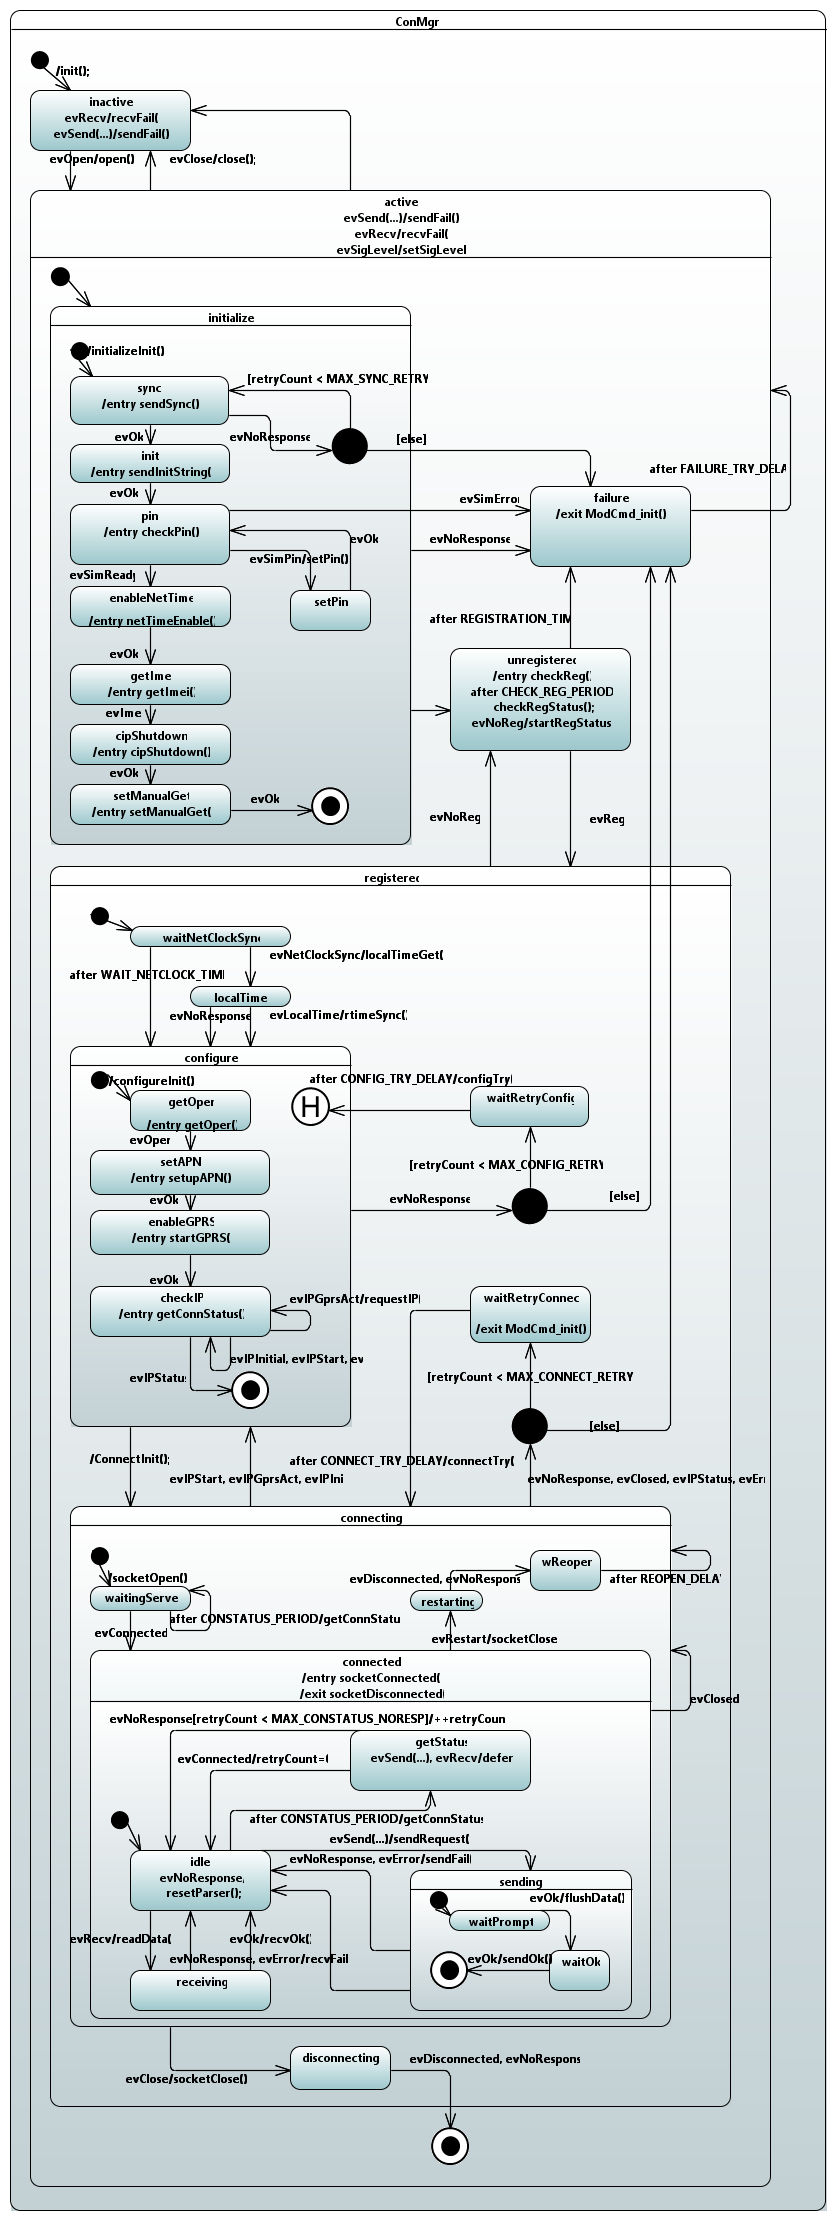 ConMgr
/init();
inactive
evRecv/recvFail(
evSend(...)/sendFail()
evOpen/open()
evClose/close();
active
evSend(...)/sendFail()
evRecv/recvFail(
evSigLevel/setSigLevel
initialize
/initializeInit()
[retryCount < MAX_SYNC_RETRY
sync
/entry sendSync()
evOk
evNoResponse
[else]
init
/entry sendInitString(
after FAILURE_TRY_DELA
evOk
evSimError
failure
/exit ModCmd_init()
pin
/entry checkPin()
evOk
evNoResponse
evSimPin/setPin()
evSimReady
enableNetTime
/entry netTimeEnable()
setPin
after REGISTRATION_TIM
evOk
unregistered
/entry checkReg(
after CHECK_REG_PERIOD
checkRegStatus();
evNoReg/startRegStatus
getIme
/entry getImei()
evIme
cipShutdown
/entry cipShutdown()
evOk
setManualGet
/entry setManualGet(
evOk
evNoReg
evReg
registered
waitNetClockSync
evNetClockSync/localTimeGet(
after WAIT_NETCLOCK_TIM
localTime
evNoResponse
evLocalTime/rtimeSync()
configure
/configureInit()
after CONFIG_TRY_DELAY/configTry(
H
waitRetryConfig
getOper
/entry getOper()
evOper
setAPN
/entry setupAPN()
[retryCount < MAX_CONFIG_RETRY
evOk
evNoResponse
[else]
enableGPRS
/entry startGPRS(
evOk
checkIP
/entry getConnStatus()
evIPGprsAct/requestIP(
waitRetryConnec
/exit ModCmd_init()
evIPInitial, evIPStart, ev
evIPStatus
[retryCount < MAX_CONNECT_RETRY
[else]
/ConnectInit();
after CONNECT_TRY_DELAY/connectTry(
evIPStart, evIPGprsAct, evIPIni
evNoResponse, evClosed, evIPStatus, evErr
connecting
/socketOpen()
waitingServe
evDisconnected, evNoRespons
wReopen
after REOPEN_DELAY
restarting
after CONSTATUS_PERIOD/getConnStatu
evConnected
evRestart/socketClose
connected
/entry socketConnected(
/exit socketDisconnected(
evClosed
evNoResponse[retryCount < MAX_CONSTATUS_NORESP]/++retryCoun
getStatus
evSend(...), evRecv/defer
evConnected/retryCount=(
after CONSTATUS_PERIOD/getConnStatus
evSend(...)/sendRequest(
idle
evNoResponse,
resetParser();
evNoResponse, evError/sendFail
sending
evOk/flushData()
waitPrompt
evRecv/readData(
evOk/recvOk()
evNoResponse, evError/recvFail
evOk/sendOk()
waitOk
receiving
disconnecting
evDisconnected, evNoRespons
evClose/socketClose()